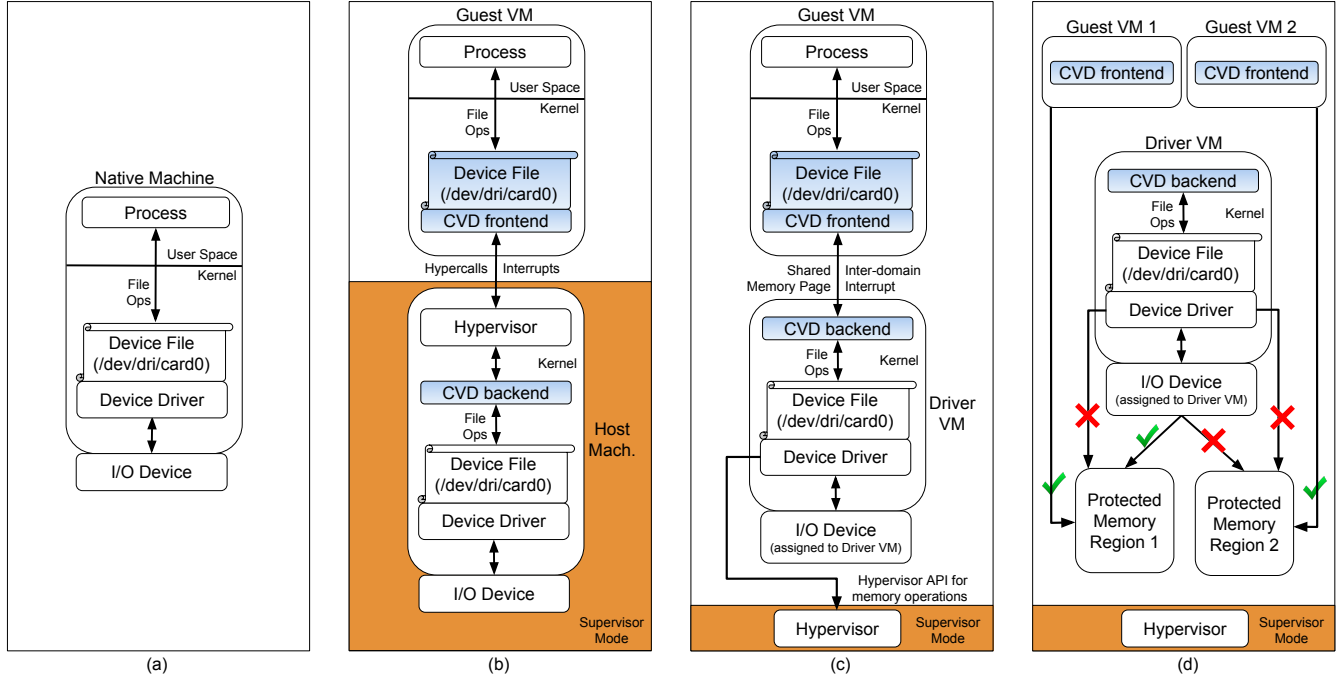 Native Machine
Process
User Space
Kernel
File
Ops
Device File
(/dev/dri/card0)
Device Driver
I/O Device
(a)
Guest VM
Process
User Space
Kernel
File
Ops
Device File
(/dev/dri/card0)
CVD frontend
Hypercalls
Interrupts
Hypervisor
Kernel
CVD backend
File
Ops
Host
Mach.
Device File
(/dev/dri/card0)
Device Driver
I/O Device
Supervisor
Mode
(b)
Guest VM
Process
User Space
Kernel
File
Ops
Device File
(/dev/dri/card0)
CVD frontend
Shared
Memory Page
Inter-domain
Interrupt
CVD backend
File
Ops
Kernel
Device File
(/dev/dri/card0)
Driver
VM
Device Driver
I/O Device
(assigned to Driver VM)
Hypervisor API for
memory operations
Hypervisor
Supervisor
Mode
(c)
Guest VM 1
Guest VM 2
CVD frontend
CVD frontend
Driver VM
CVD backend
File
Ops
Kernel
Device File
(/dev/dri/card0)
Device Driver
I/O Device
(assigned to Driver VM)
Protected
Memory
Region 1
Protected
Memory
Region 2
Hypervisor
Supervisor
Mode
(d)